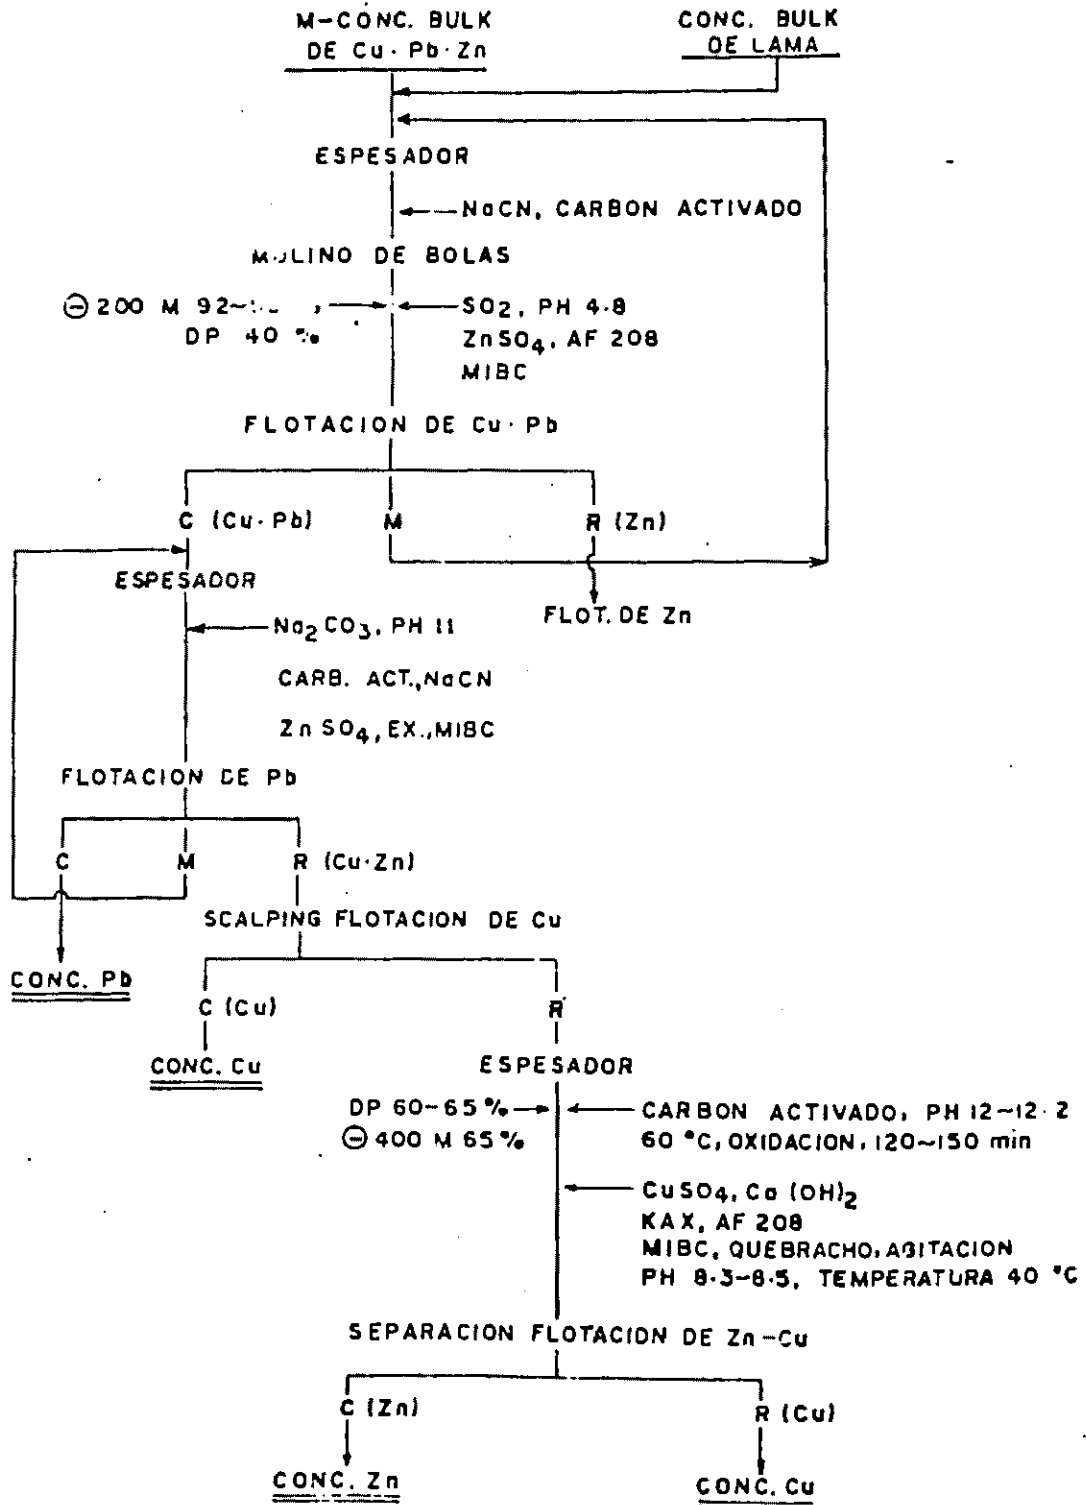 M-CONC. BULK
DE Cu·Pb·Zn
CONC. BULK
DE LAMA
ESPESADOR
NaCN, CARBON ACTIVADO
MOLINO DE BOLAS
⊖ 200 M 92~
DP 40 %
SO2, PH 4·8
ZnSO4, AF 208
MIBC
FLOTACION DE Cu·Pb
C (Cu·Pb)
M
R (Zn)
ESPESADOR
FLOT. DE Zn
Na2CO3, PH 11
CARB. ACT., NaCN
ZnSO4, EX., MIBC
FLOTACION DE Pb
C
M
R (Cu·Zn)
SCALPING FLOTACION DE Cu
CONC. Pb
C (Cu)
R
CONC. Cu
ESPESADOR
DP 60-65%
⊖ 400 M 65%
CARBON ACTIVADO, PH 12~12·2
60 °C, OXIDACION, 120~150 min
CuSO4, Ca (OH)2
KAX, AF 208
MIBC, QUEBRACHO, AGITACION
PH 8·3~8·5, TEMPERATURA 40 °C
SEPARACION FLOTACION DE Zn-Cu
C (Zn)
R (Cu)
CONC. Zn
CONC. Cu